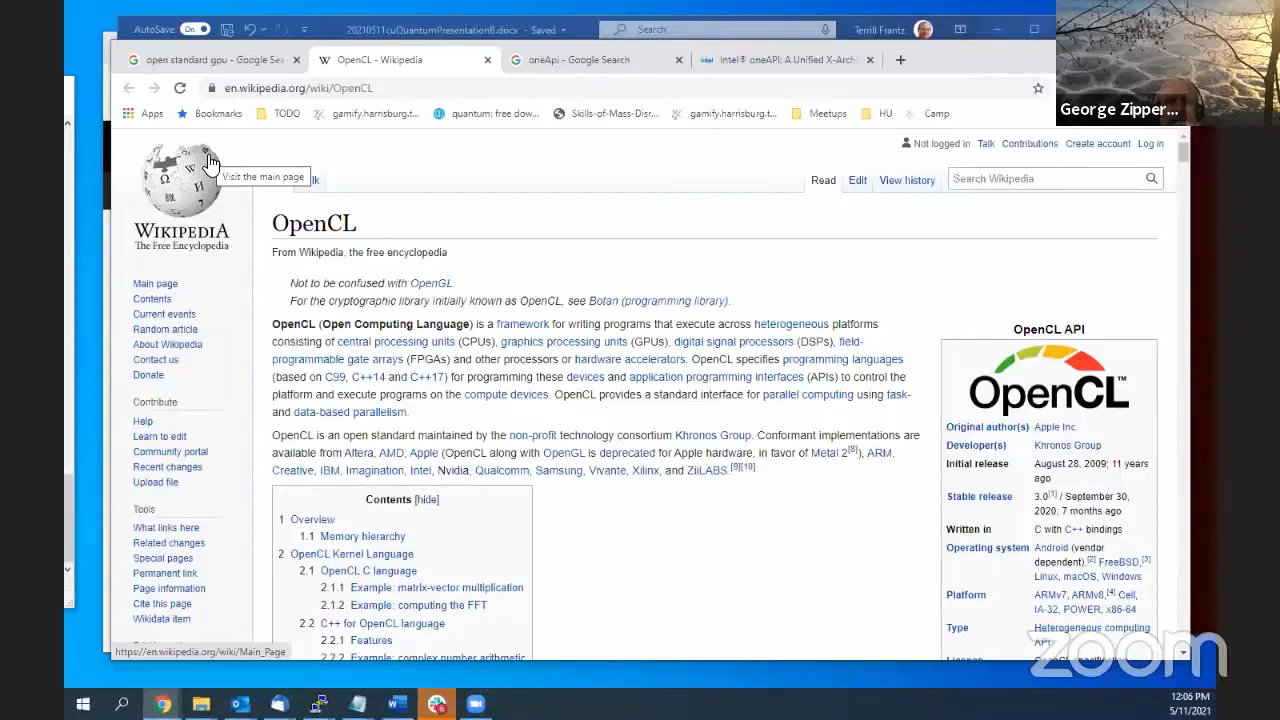 AutoSave On 20210511cuQuantumPresentationB.docx - Saved Search Terrill Frantz
open standard gpu - Google Sea OpenCL - Wikipedia oneApi - Google Search Intel® oneAPI: A Unified X-Arch
en.wikipedia.org/wiki/OpenCL
Apps Bookmarks TODO gamify.harrisburg.t... quantum: free dow... Skills-of-Mass-Disr... gamify.harrisburg.t... Meetups HU Camp
George Zipper...
Not logged in Talk Contributions Create account Log in
Visit the main page
lk Read Edit View history Search Wikipedia
WIKIPEDIA
The Free Encyclopedia
Main page
Contents
Current events
Random article
About Wikipedia
Contact us
Donate
Contribute
Help
Learn to edit
Community portal
Recent changes
Upload file
Tools
What links here
Related changes
Special pages
Permanent link
Page information
Cite this page
Wikidata item
OpenCL
From Wikipedia, the free encyclopedia
Not to be confused with OpenGL.
For the cryptographic library initially known as OpenCL, see Botan (programming library).
OpenCL (Open Computing Language) is a framework for writing programs that execute across heterogeneous platforms
consisting of central processing units (CPUs), graphics processing units (GPUs), digital signal processors (DSPs), field-
programmable gate arrays (FPGAs) and other processors or hardware accelerators. OpenCL specifies programming languages
(based on C99, C++14 and C++17) for programming these devices and application programming interfaces (APIs) to control the
platform and execute programs on the compute devices. OpenCL provides a standard interface for parallel computing using task-
and data-based parallelism.
OpenCL is an open standard maintained by the non-profit technology consortium Khronos Group. Conformant implementations are
available from Altera, AMD, Apple (OpenCL along with OpenGL is deprecated for Apple hardware, in favor of Metal 2[8]), ARM,
Creative, IBM, Imagination, Intel, Nvidia, Qualcomm, Samsung, Vivante, Xilinx, and ZiiLABS.[9][10]
Contents [hide]
1 Overview
1.1 Memory hierarchy
2 OpenCL Kernel Language
2.1 OpenCL C language
2.1.1 Example: matrix-vector multiplication
2.1.2 Example: computing the FFT
2.2 C++ for OpenCL language
2.2.1 Features
2.2.2 Example: complex number arithmetic
OpenCL API
OpenCL™
Original author(s) Apple Inc.
Developer(s) Khronos Group
Initial release August 28, 2009; 11 years
ago
Stable release 3.0[1] / September 30,
2020; 7 months ago
Written in C with C++ bindings
Operating system Android (vendor
dependent),[2] FreeBSD,[3]
Linux, macOS, Windows
Platform ARMv7, ARMv8,[4] Cell,
IA-32, POWER, x86-64
Type Heterogeneous computing
API
zoom
https://en.wikipedia.org/wiki/Main_Page
12:06 PM
5/11/2021